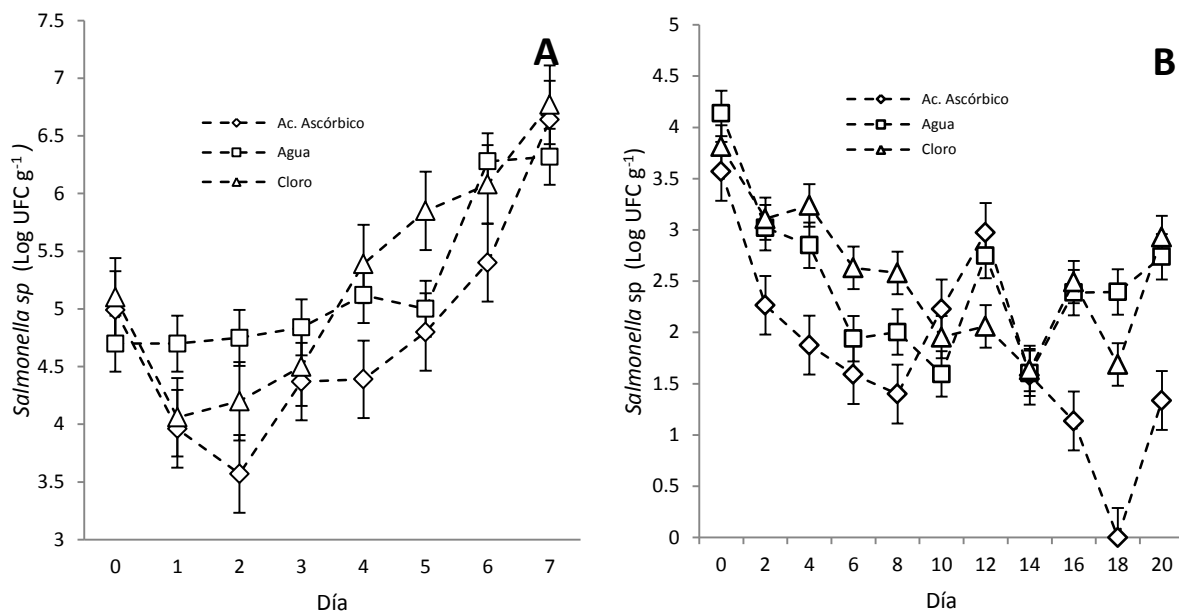 A
7.5
7
6.5
6
5.5
5
4.5
4
3.5
3
Salmonella sp (Log UFC g-1)
Ac. Ascórbico
Agua
Cloro
0 1 2 3 4 5 6 7
Día
B
5
4.5
4
3.5
3
2.5
2
1.5
1
0.5
0
Salmonella sp (Log UFC g-1)
Ac. Ascórbico
Agua
Cloro
0 2 4 6 8 10 12 14 16 18 20
Día